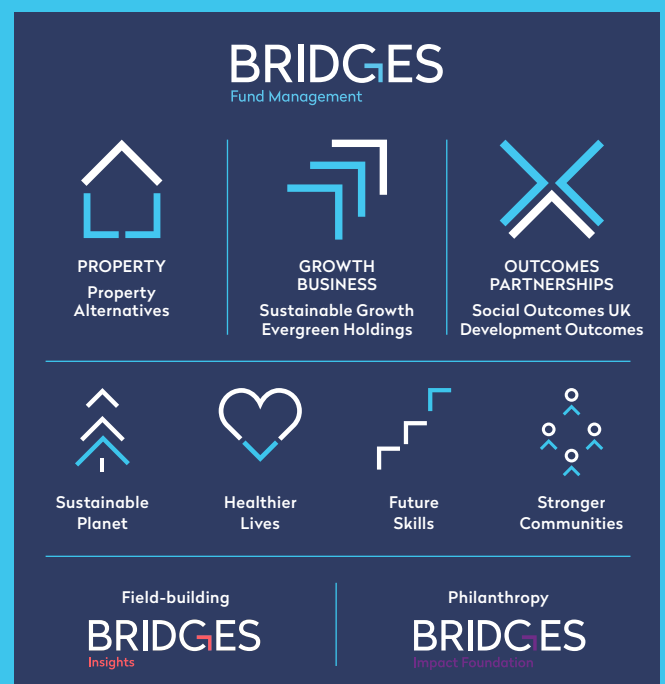 BRIDGES
Fund Management
PROPERTY
Property
Alternatives
GROWTH
BUSINESS
Sustainable Growth
Evergreen Holdings
OUTCOMES
PARTNERSHIPS
Social Outcomes UK
Development Outcomes
Sustainable
Planet
Healthier
Lives
Future
Skills
Stronger
Communities
Field-building
BRIDGES
Insights
Philanthropy
BRIDGES
Impact Foundation